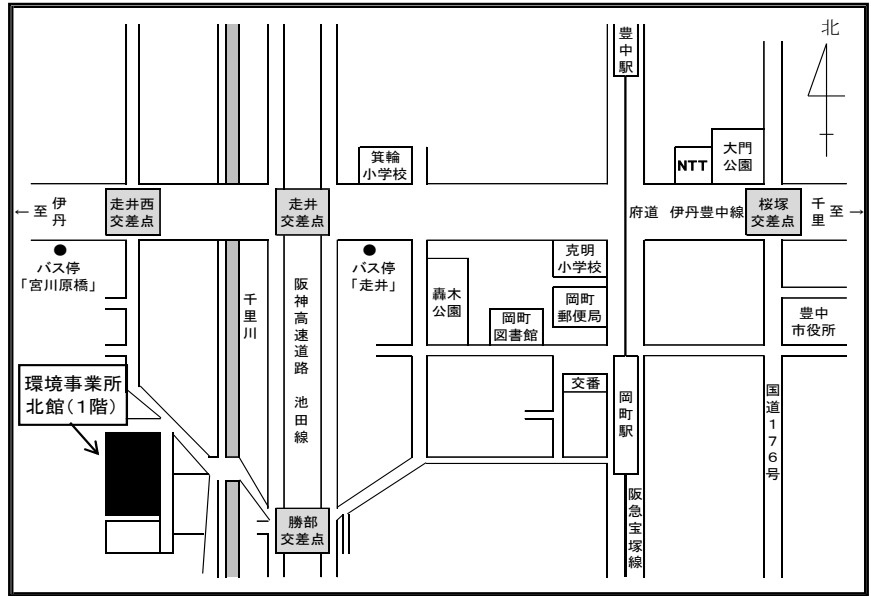 豊中駅
北
箕輪
小学校
NTT
大門
公園
←至
伊丹
走井西
交差点
走井
交差点
府道 伊丹豊中線
桜塚
交差点
千里
至→
バス停
「宮川原橋」
千里川
阪神高速道路 池田線
バス停
「走井」
轟木
公園
克明
小学校
岡町
図書館
岡町
郵便局
豊中
市役所
環境事業所
北館(1階)
交番
岡町駅
国道176号
勝部
交差点
阪急宝塚線